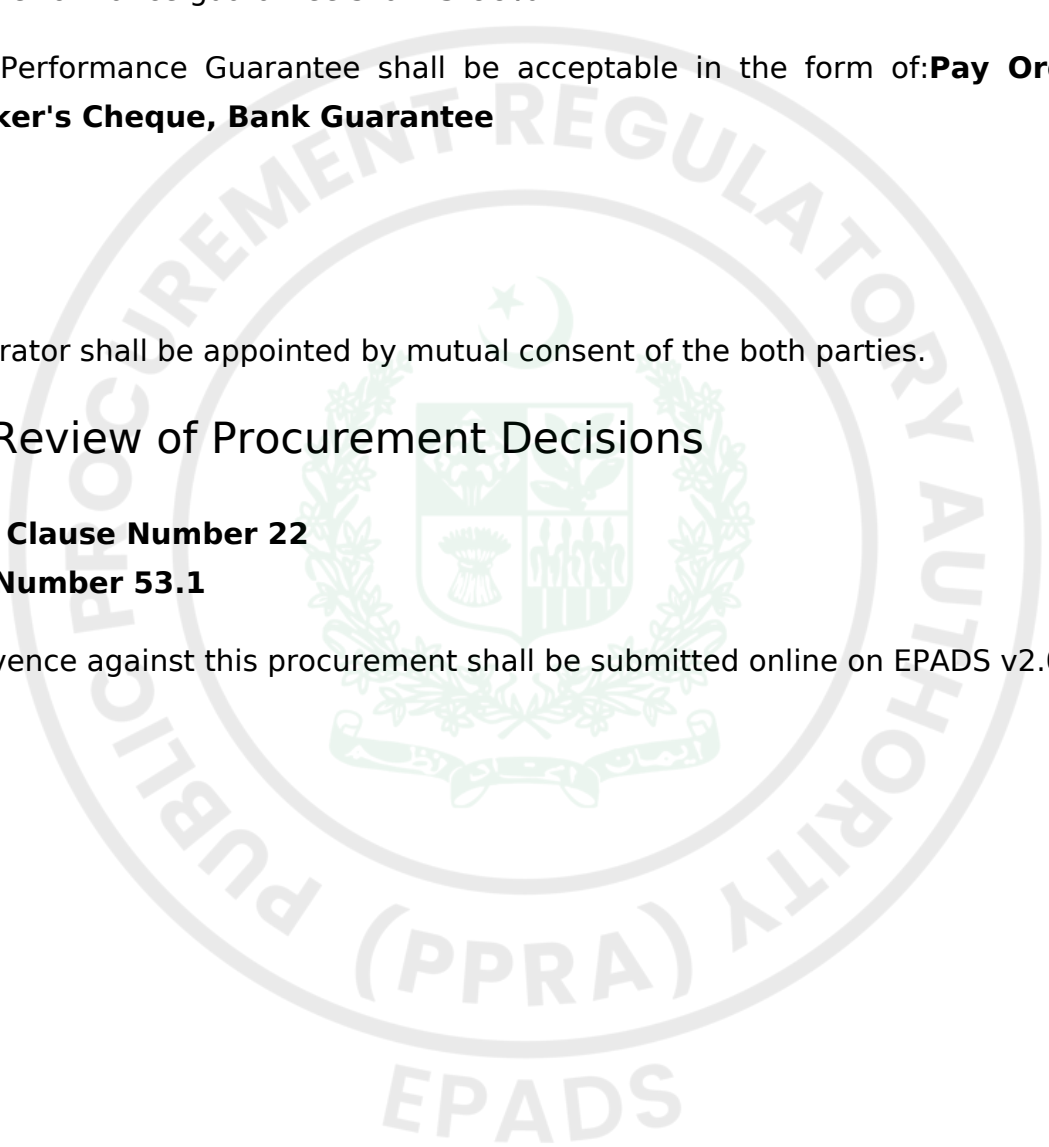 Performance Guarantee shall be acceptable in the form of:Pay Or
ker's Cheque, Bank Guarantee
rator shall be appointed by mutual consent of the both parties.
Review of Procurement Decisions
Clause Number 22
Number 53.1
vence against this procurement shall be submitted online on EPADS v2.
PUBLIC PROCUREMENT REGULATORY AUTHORITY
(PPRA)
EPADS